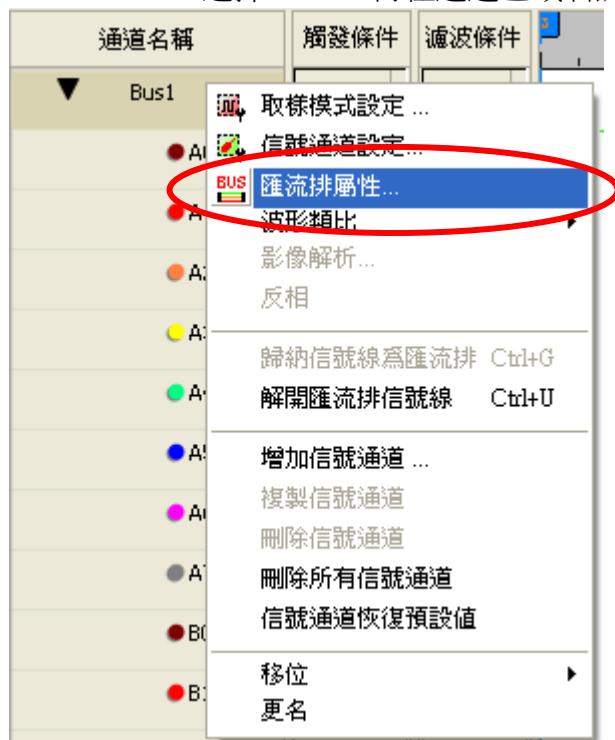 通道名稱 觸發條件 濾波條件
Bus1
取樣模式設定 ...
信號通道設定...
BUS 匯流排屬性...
波形類比
影像解析...
反相
歸納信號線爲匯流排 Ctrl+G
解開匯流排信號線 Ctrl+U
增加信號通道 ...
複製信號通道
刪除信號通道
刪除所有信號通道
信號通道恢復預設値
移位
更名